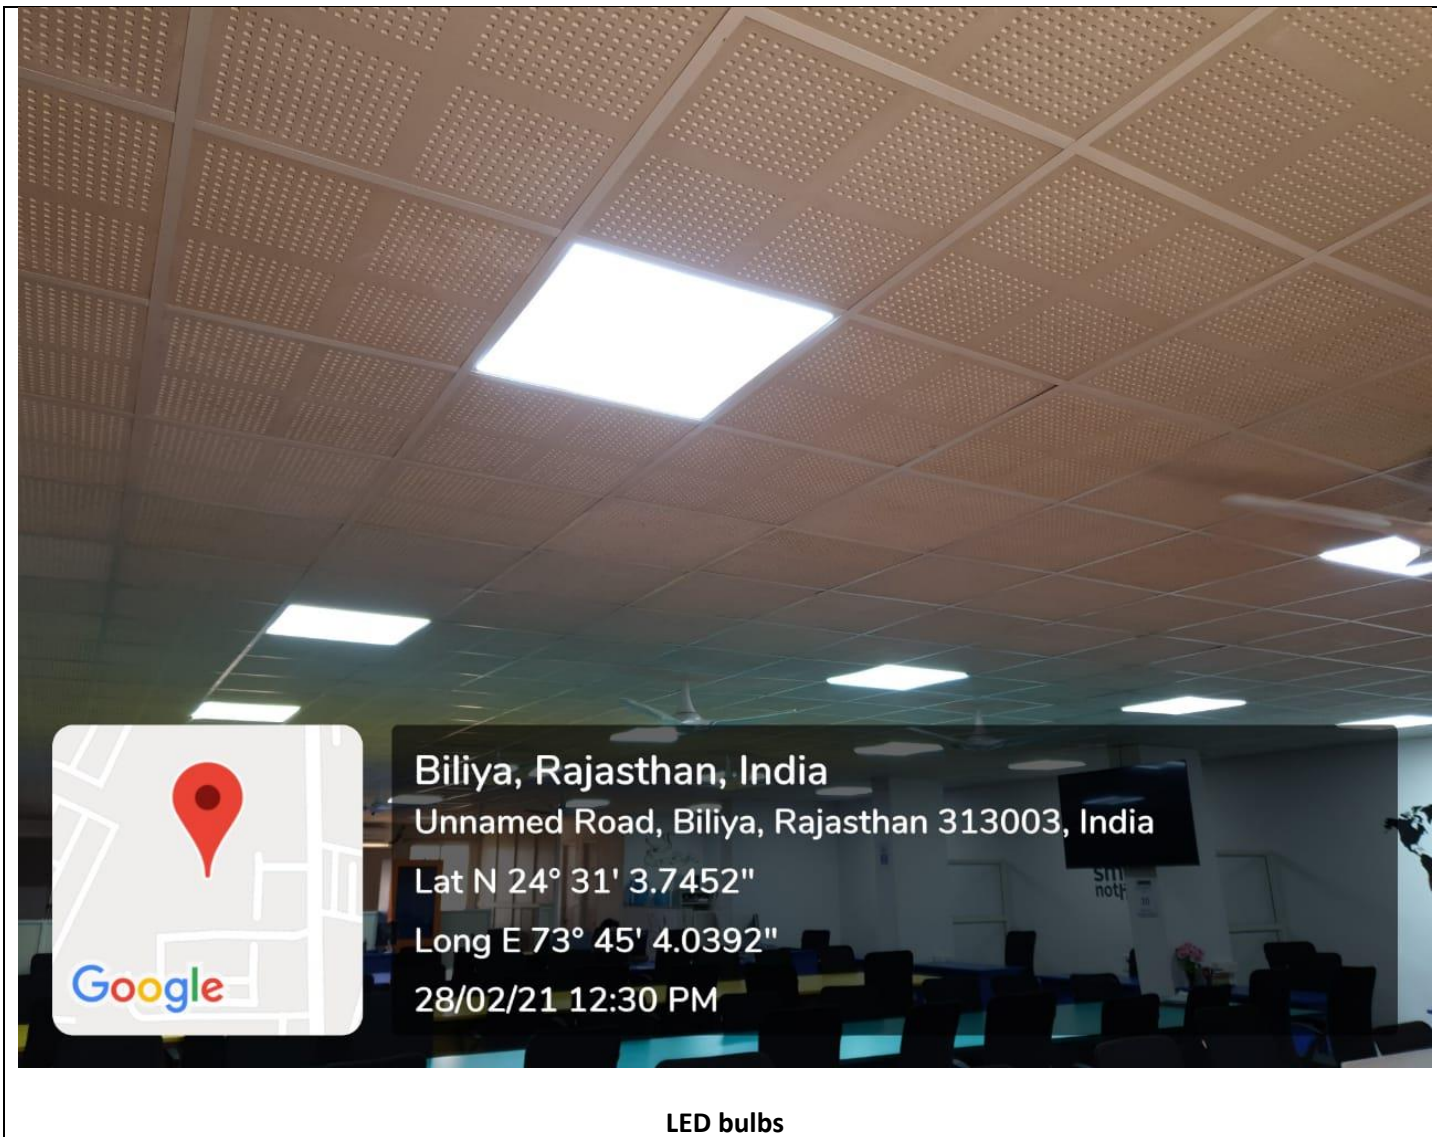 Biliya, Rajasthan, India
Unnamed Road, Biliya, Rajasthan 313003, India
Lat N 24° 31' 3.7452"
Long E 73° 45' 4.0392"
28/02/21 12:30 PM
Google
LED bulbs